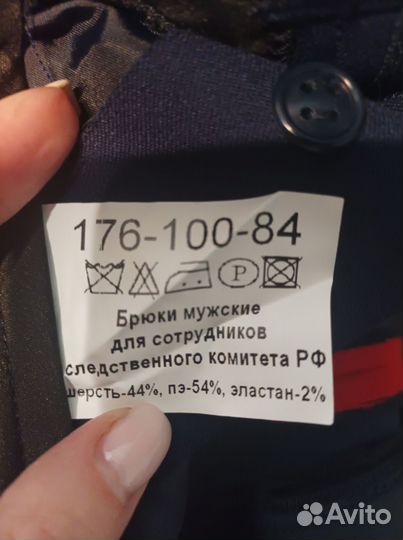 176-100-84
P
Брюки мужские
для сотрудников
следственного комитета РФ
шерсть-44%, пэ-54%, эластан-2%
Avito